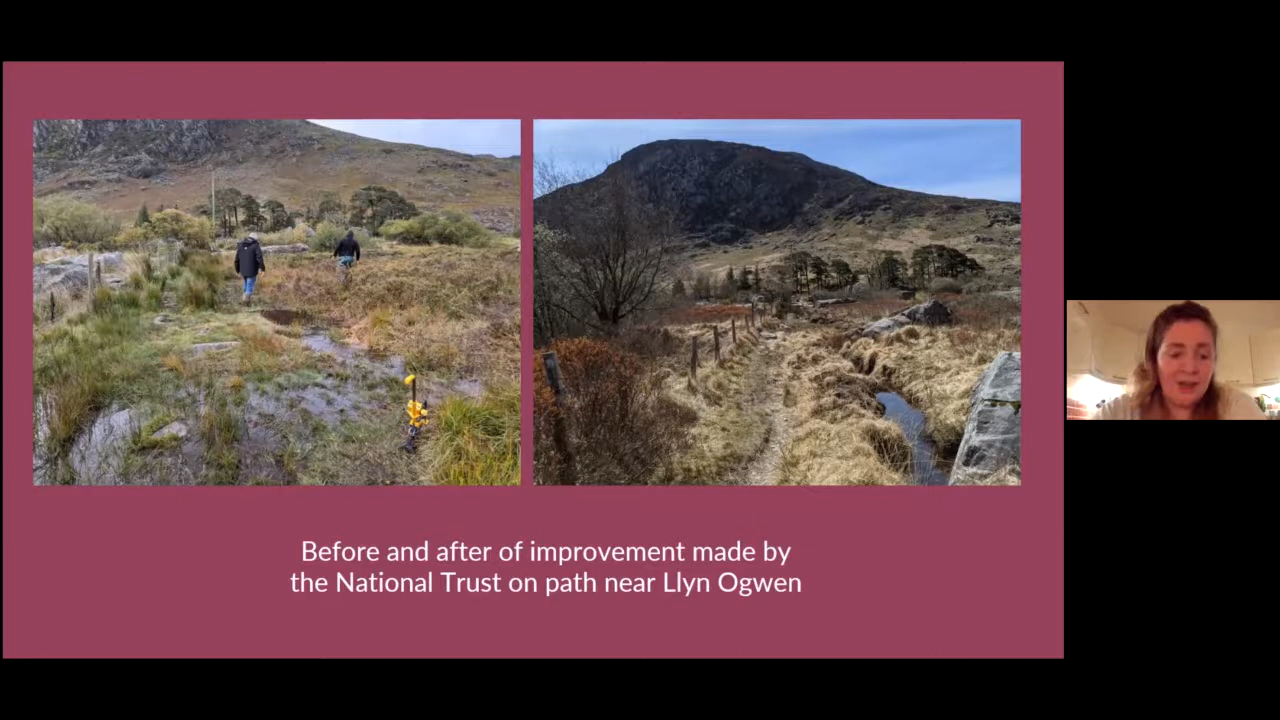 Before and after of improvement made by
the National Trust on path near Llyn Ogwen